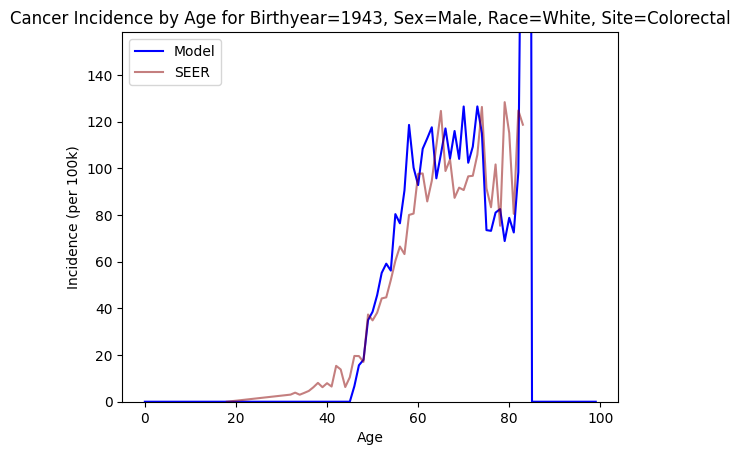 Cancer Incidence by Age for Birthyear=1943, Sex=Male, Race=White, Site=Colorectal
Model
SEER
Incidence (per 100k)
140
120
100
80
60
40
20
0
0 20 40 60 80 100
Age